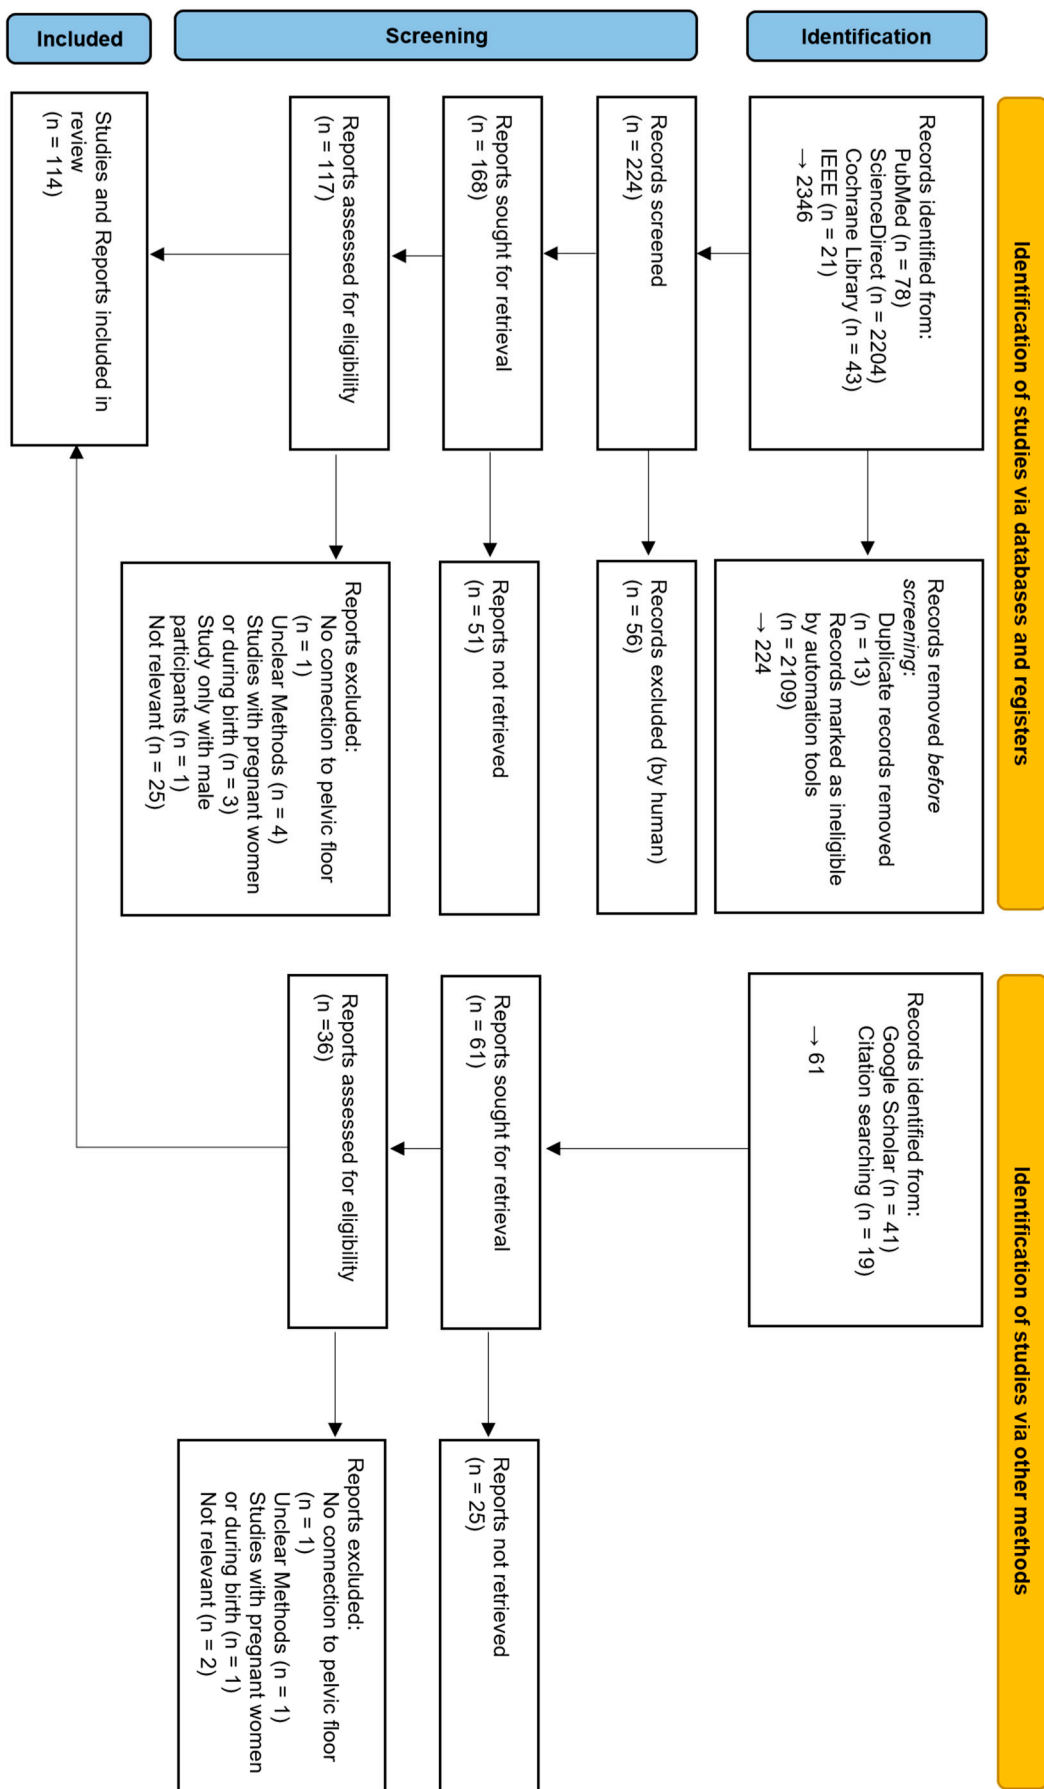 Identification of studies via databases and registers
Identification of studies via other methods
Identification
Records identified from:
PubMed (n = 78)
ScienceDirect (n = 2204)
Cochrane Library (n = 43)
IEEE (n = 21)
→ 2346
Records removed before
screening:
Duplicate records removed
(n = 13)
Records marked as ineligible
by automation tools
(n = 2109)
→ 224
Records identified from:
Google Scholar (n = 41)
Citation searching (n = 19)
→ 61
Screening
Records screened
(n = 224)
Records excluded (by human)
(n = 56)
Reports sought for retrieval
(n = 168)
Reports not retrieved
(n = 51)
Reports sought for retrieval
(n = 61)
Reports not retrieved
(n = 25)
Reports assessed for eligibility
(n = 117)
Reports excluded:
No connection to pelvic floor
(n = 1)
Unclear Methods (n = 4)
Studies with pregnant women
or during birth (n = 3)
Study only with male
participants (n = 1)
Not relevant (n = 25)
Reports assessed for eligibility
(n =36)
Reports excluded:
No connection to pelvic floor
(n = 1)
Unclear Methods (n = 1)
Studies with pregnant women
or during birth (n = 1)
Not relevant (n = 2)
Included
Studies and Reports included in
review
(n = 114)